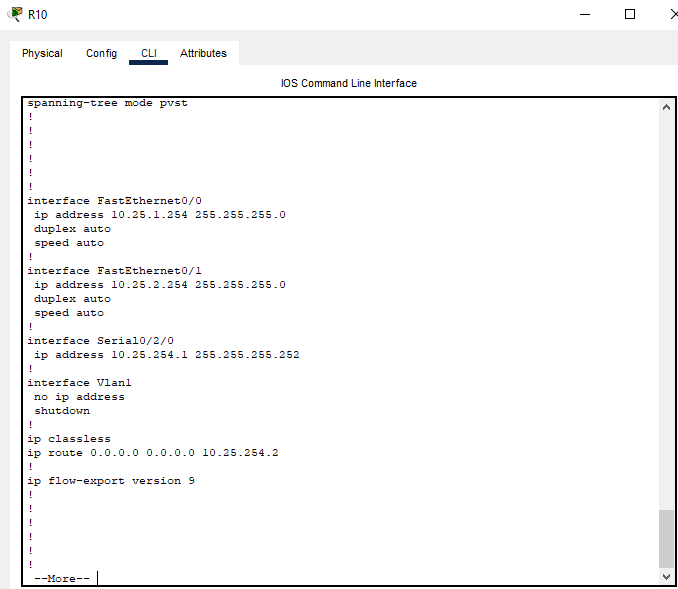 R10
Physical Config CLI Attributes
IOS Command Line Interface
spanning-tree mode pvst
!
!
!
!
!
!
interface FastEthernet0/0
 ip address 10.25.1.254 255.255.255.0
 duplex auto
 speed auto
!
interface FastEthernet0/1
 ip address 10.25.2.254 255.255.255.0
 duplex auto
 speed auto
!
interface Serial0/2/0
 ip address 10.25.254.1 255.255.255.252
!
interface Vlan1
 no ip address
 shutdown
!
ip classless
ip route 0.0.0.0 0.0.0.0 10.25.254.2
!
ip flow-export version 9
!
!
!
!
!
!
 --More--